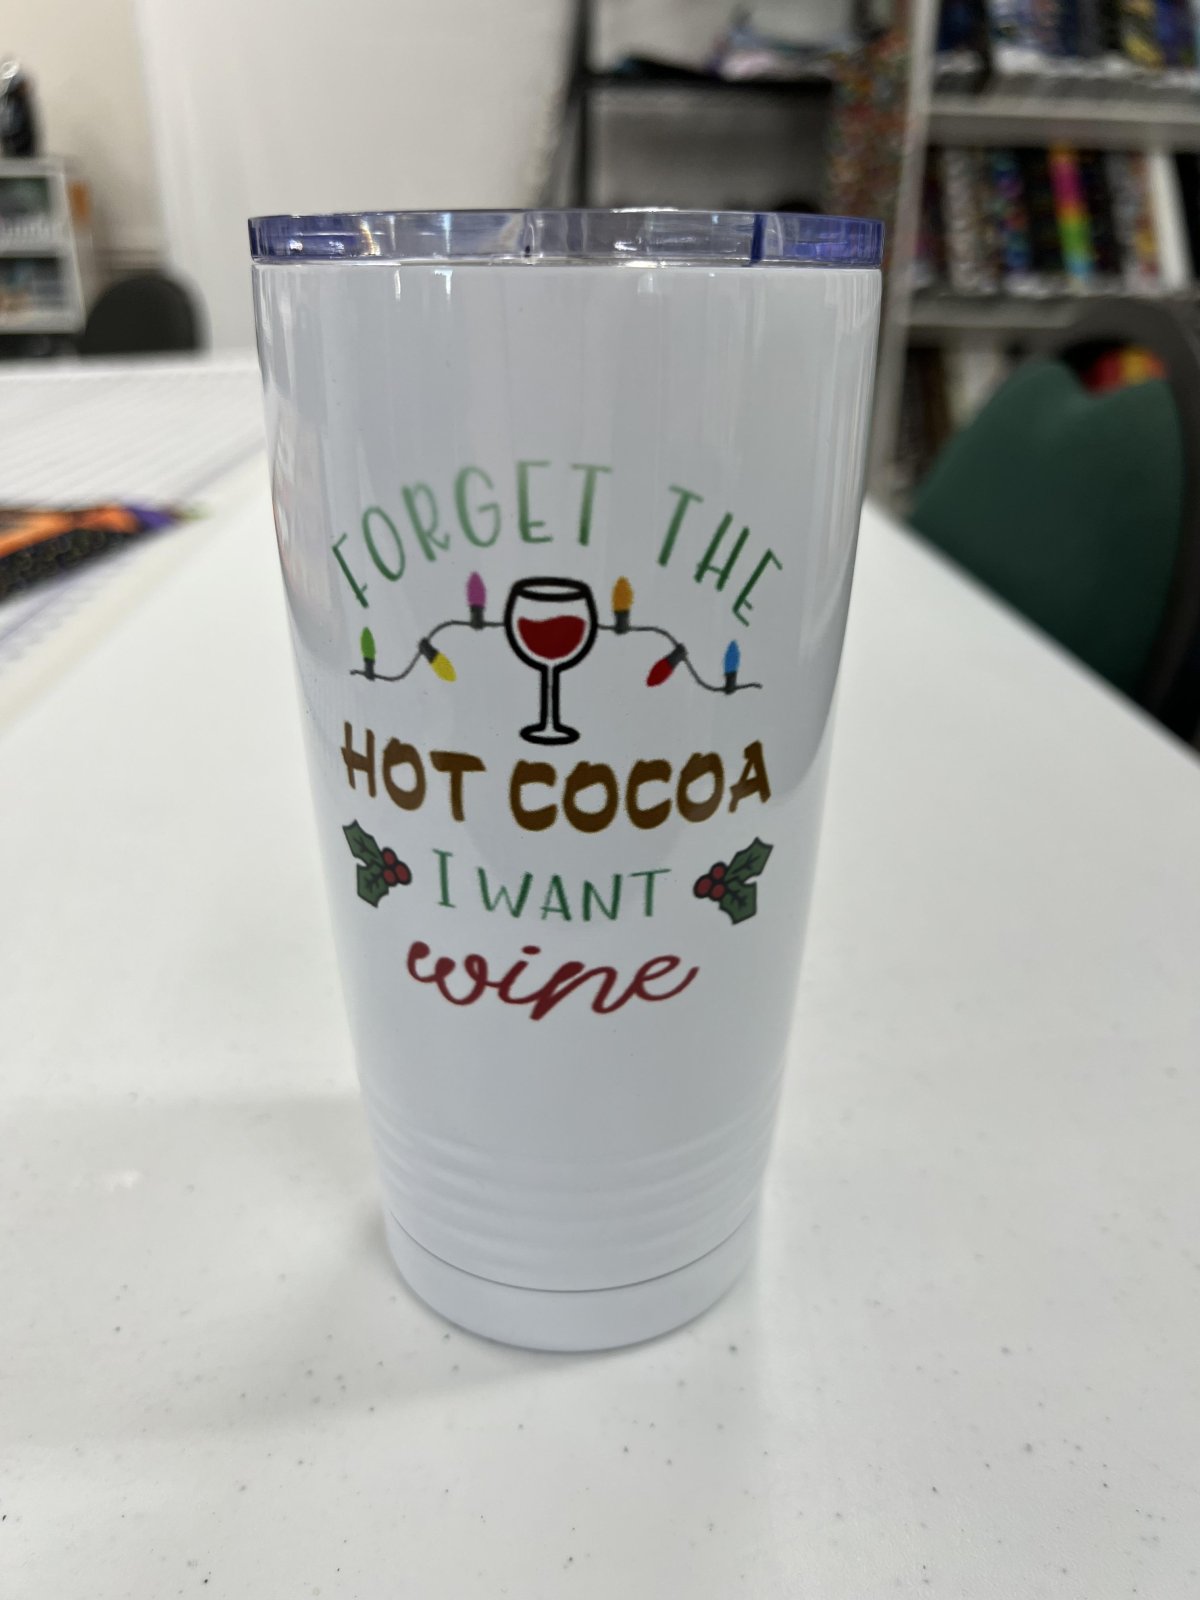 FORGET THE
HOT COCOA
I WANT
wine